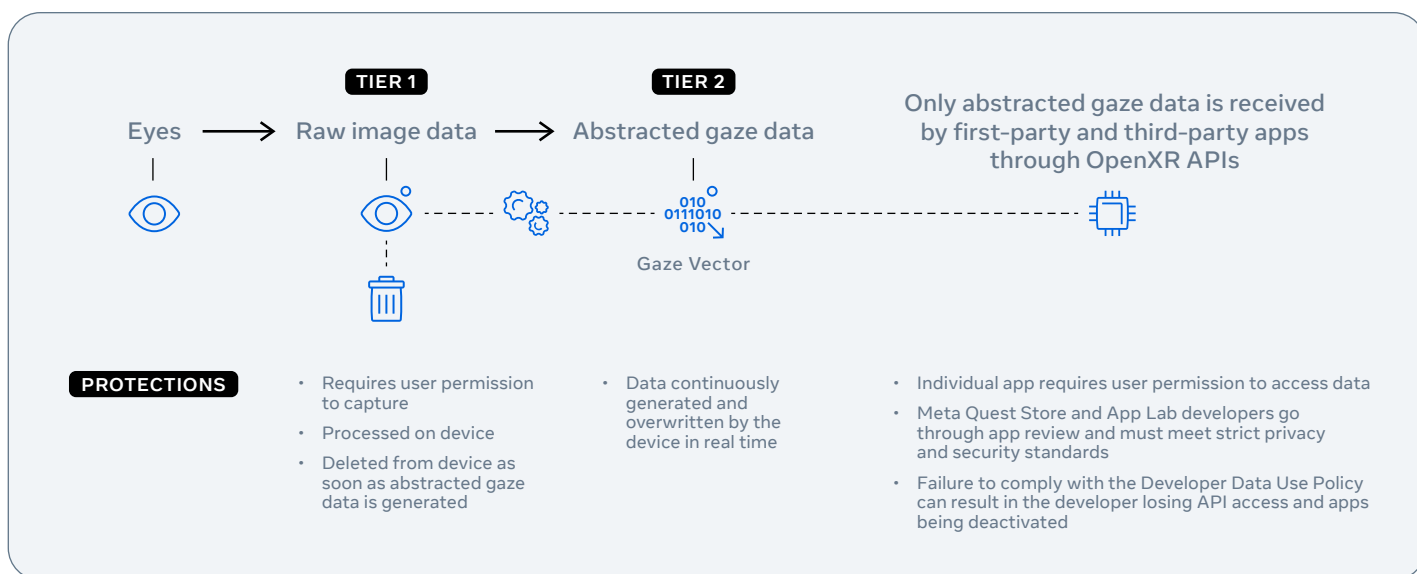 TIER 1
TIER 2
Eyes
Raw image data
Abstracted gaze data
Only abstracted gaze data is received
by first-party and third-party apps
through OpenXR APIs
010
0111010
010
Gaze Vector
PROTECTIONS
• Requires user permission
to capture
• Processed on device
• Deleted from device as
soon as abstracted gaze
data is generated
• Data continuously
generated and
overwritten by the
device in real time
• Individual app requires user permission to access data
• Meta Quest Store and App Lab developers go
through app review and must meet strict privacy
and security standards
• Failure to comply with the Developer Data Use Policy
can result in the developer losing API access and apps
being deactivated